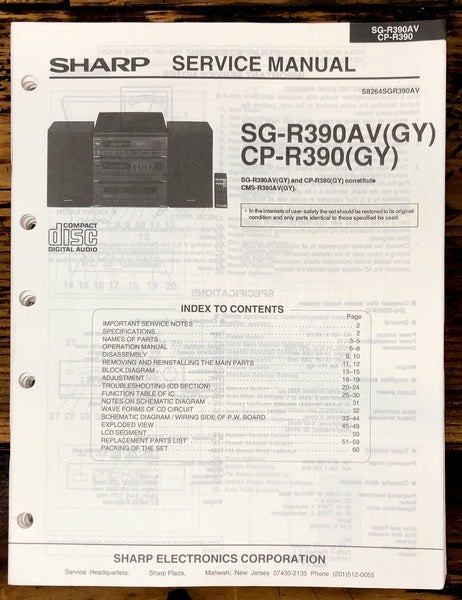 SG-R390AV
CP-R390
SHARP SERVICE MANUAL
S8264SGR390AV
SG-R390AV(GY)
CP-R390(GY)
SG-R390AV(GY) and CP-R390(GY) constitute
CMS-R390AV(GY).
• In the interests of user-safety the set should be restored to its original
condition and only parts identical to those specified be used.
COMPACT
disc
DIGITAL AUDIO
INDEX TO CONTENTS
Page
IMPORTANT SERVICE NOTES 2
SPECIFICATIONS 2
NAMES OF PARTS 3–5
OPERATION MANUAL 6–8
DISASSEMBLY 9, 10
REMOVING AND REINSTALLING THE MAIN PARTS 11, 12
BLOCK DIAGRAM 13–15
ADJUSTMENT 16–19
TROUBLESHOOTING (CD SECTION) 20–24
FUNCTION TABLE OF IC 25–30
NOTES ON SCHEMATIC DIAGRAM 31
WAVE FORMS OF CD CIRCUIT 32
SCHEMATIC DIAGRAM / WIRING SIDE OF P.W. BOARD 33–44
EXPLODED VIEW 45–49
LCD SEGMENT 50
REPLACEMENT PARTS LIST 51–59
PACKING OF THE SET 60
SHARP ELECTRONICS CORPORATION
Service Headquarters: Sharp Plaza, Mahwah, New Jersey 07430-2135 Phone (201)512-0055